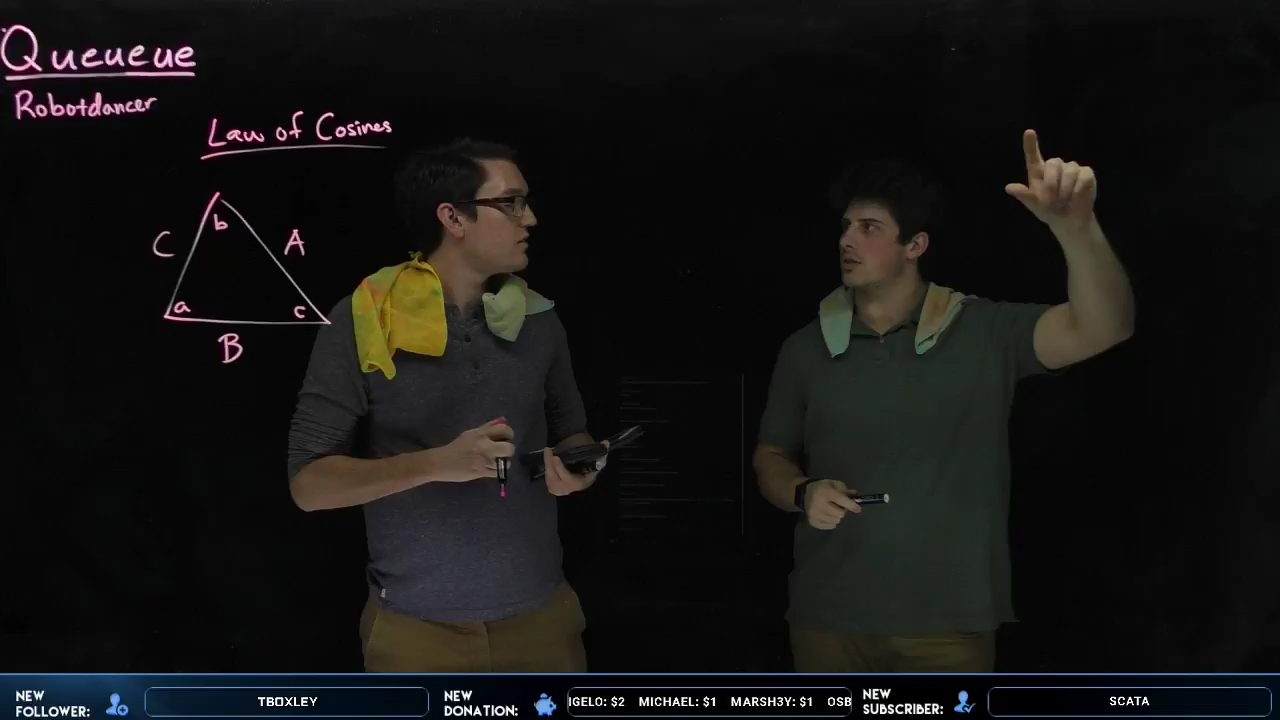 Queueue
Robotdancer
Law of Cosines
b
C
A
a
c
B
NEW FOLLOWER:
TBOXLEY
NEW DONATION:
IGELO: $2 MICHAEL: $1 MARSH3Y: $1 OSB
NEW SUBSCRIBER:
SCATA